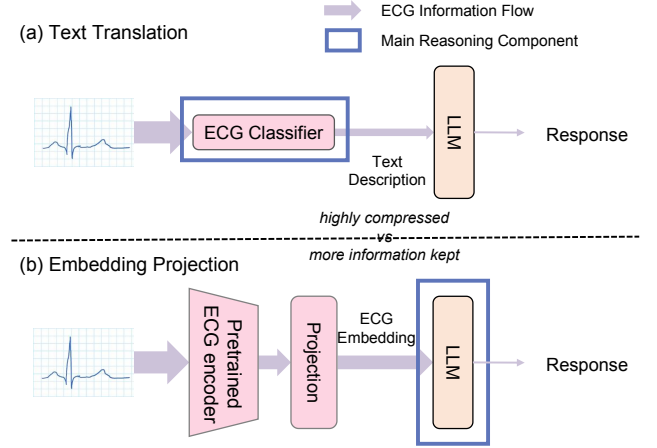 ECG Information Flow
(a) Text Translation
Main Reasoning Component
ECG Classifier
LLM
Response
Text
Description
highly compressed
vs
more information kept
(b) Embedding Projection
Pretrained
ECG encoder
Projection
ECG
Embedding
LLM
Response